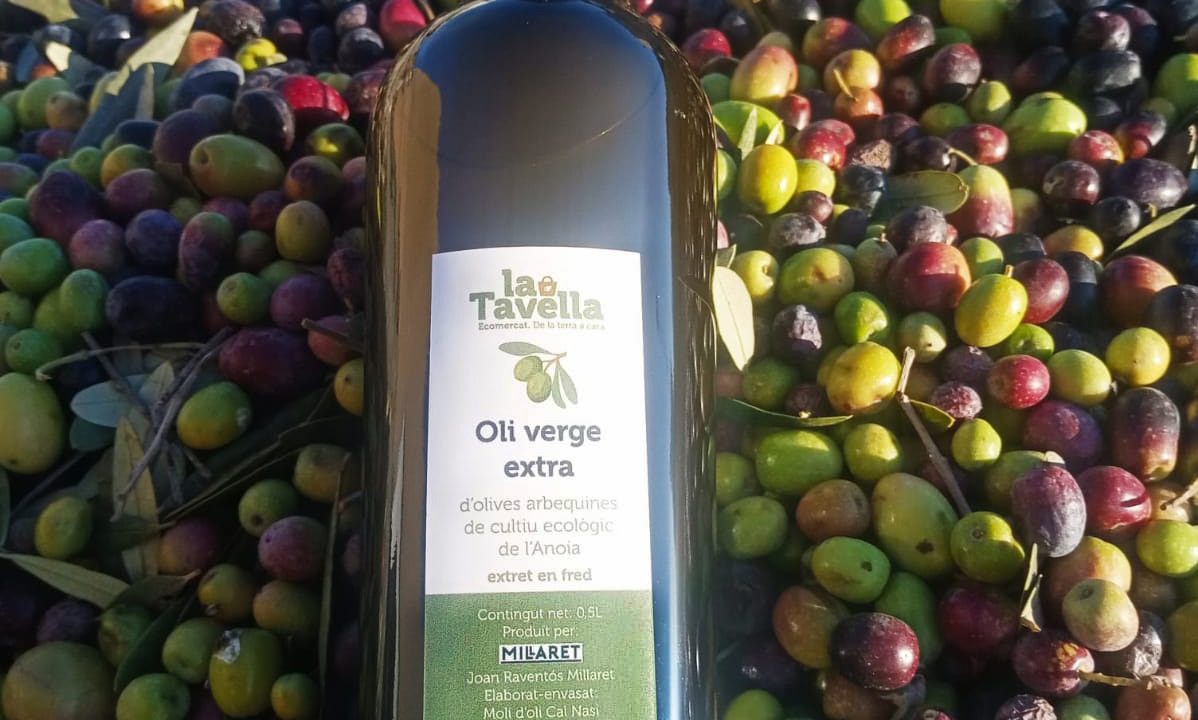 la
Tavella
Ecomercat. De la terra a casa
Oli verge
extra
d'olives arbequines
de cultiu ecològic
de l'Anoia
extret en fred
Contingut net: 0,5L
Produït per:
MILLARET
Joan Raventós Millaret
Elaborat-envasat:
Molí d'oli Cal Nasi